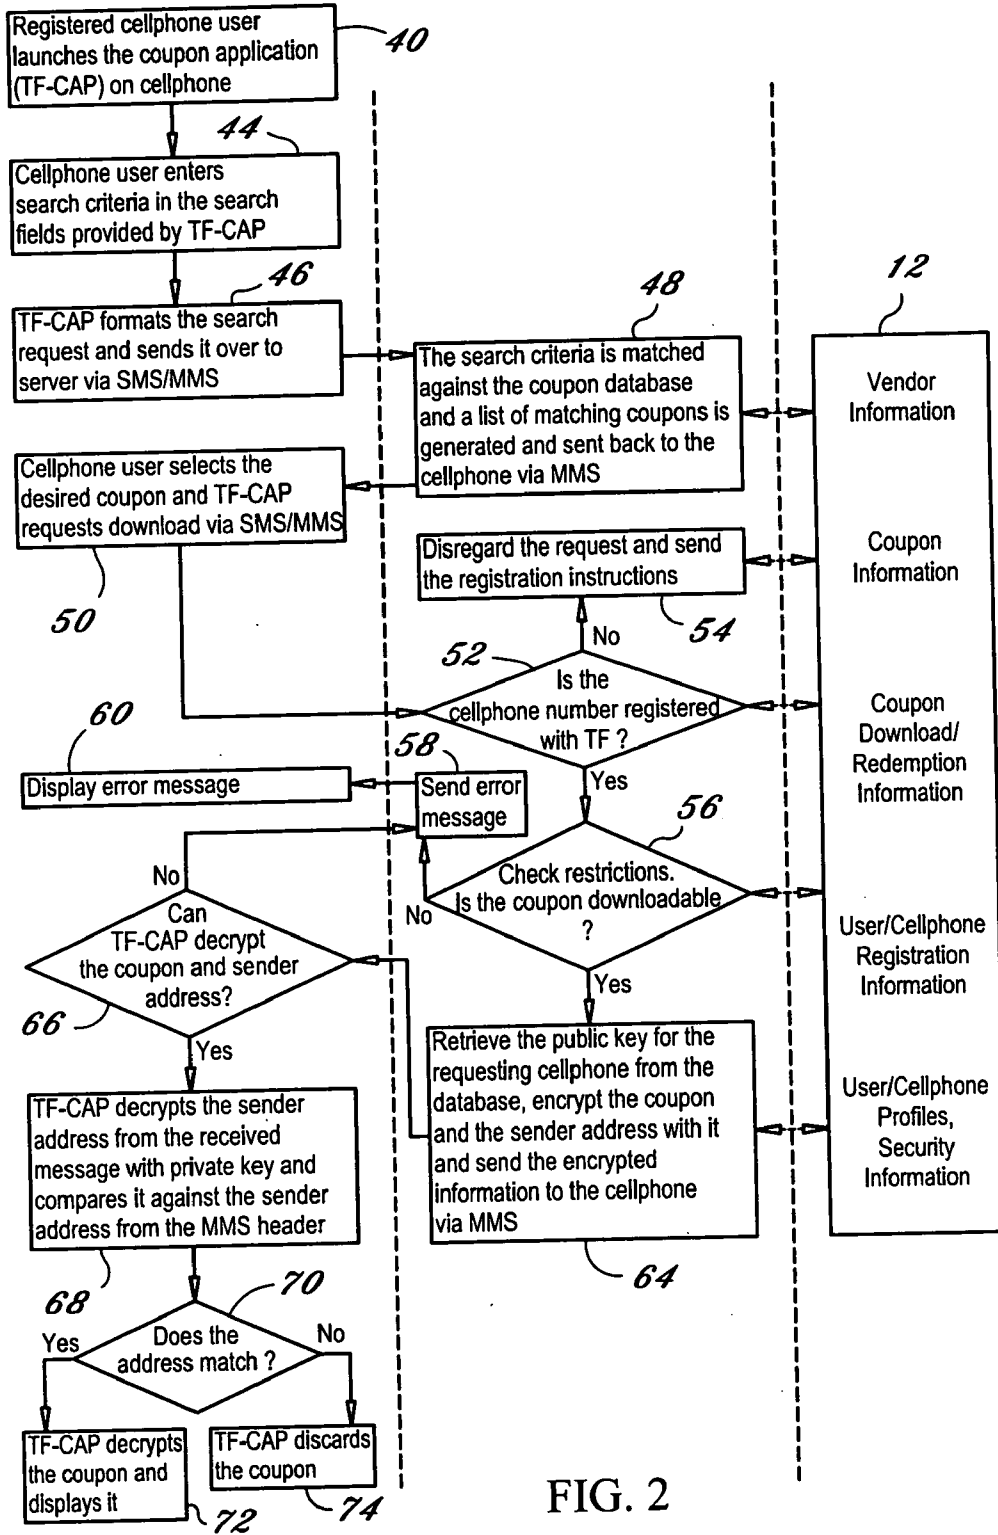 Registered cellphone user
launches the coupon application
(TF-CAP) on cellphone
40
44
Cellphone user enters
search criteria in the search
fields provided by TF-CAP
46
TF-CAP formats the search
request and sends it over to
server via SMS/MMS
48
The search criteria is matched
against the coupon database
and a list of matching coupons is
generated and sent back to the
cellphone via MMS
12
Vendor
Information
Coupon
Information
Coupon
Download/
Redemption
Information
User/Cellphone
Registration
Information
User/Cellphone
Profiles,
Security
Information
Cellphone user selects the
desired coupon and TF-CAP
requests download via SMS/MMS
50
Disregard the request and send
the registration instructions
54
No
52
Is the
cellphone number registered
with TF ?
Yes
60
Display error message
58
Send error
message
56
Check restrictions.
Is the coupon downloadable
?
No
Yes
No
Can
TF-CAP decrypt
the coupon and sender
address?
66
Yes
Retrieve the public key for the
requesting cellphone from the
database, encrypt the coupon
and the sender address with it
and send the encrypted
information to the cellphone
via MMS
64
TF-CAP decrypts the sender
address from the received
message with private key and
compares it against the sender
address from the MMS header
68
70
Yes
Does the
address match ?
No
TF-CAP decrypts
the coupon and
displays it
72
TF-CAP discards
the coupon
74
FIG. 2